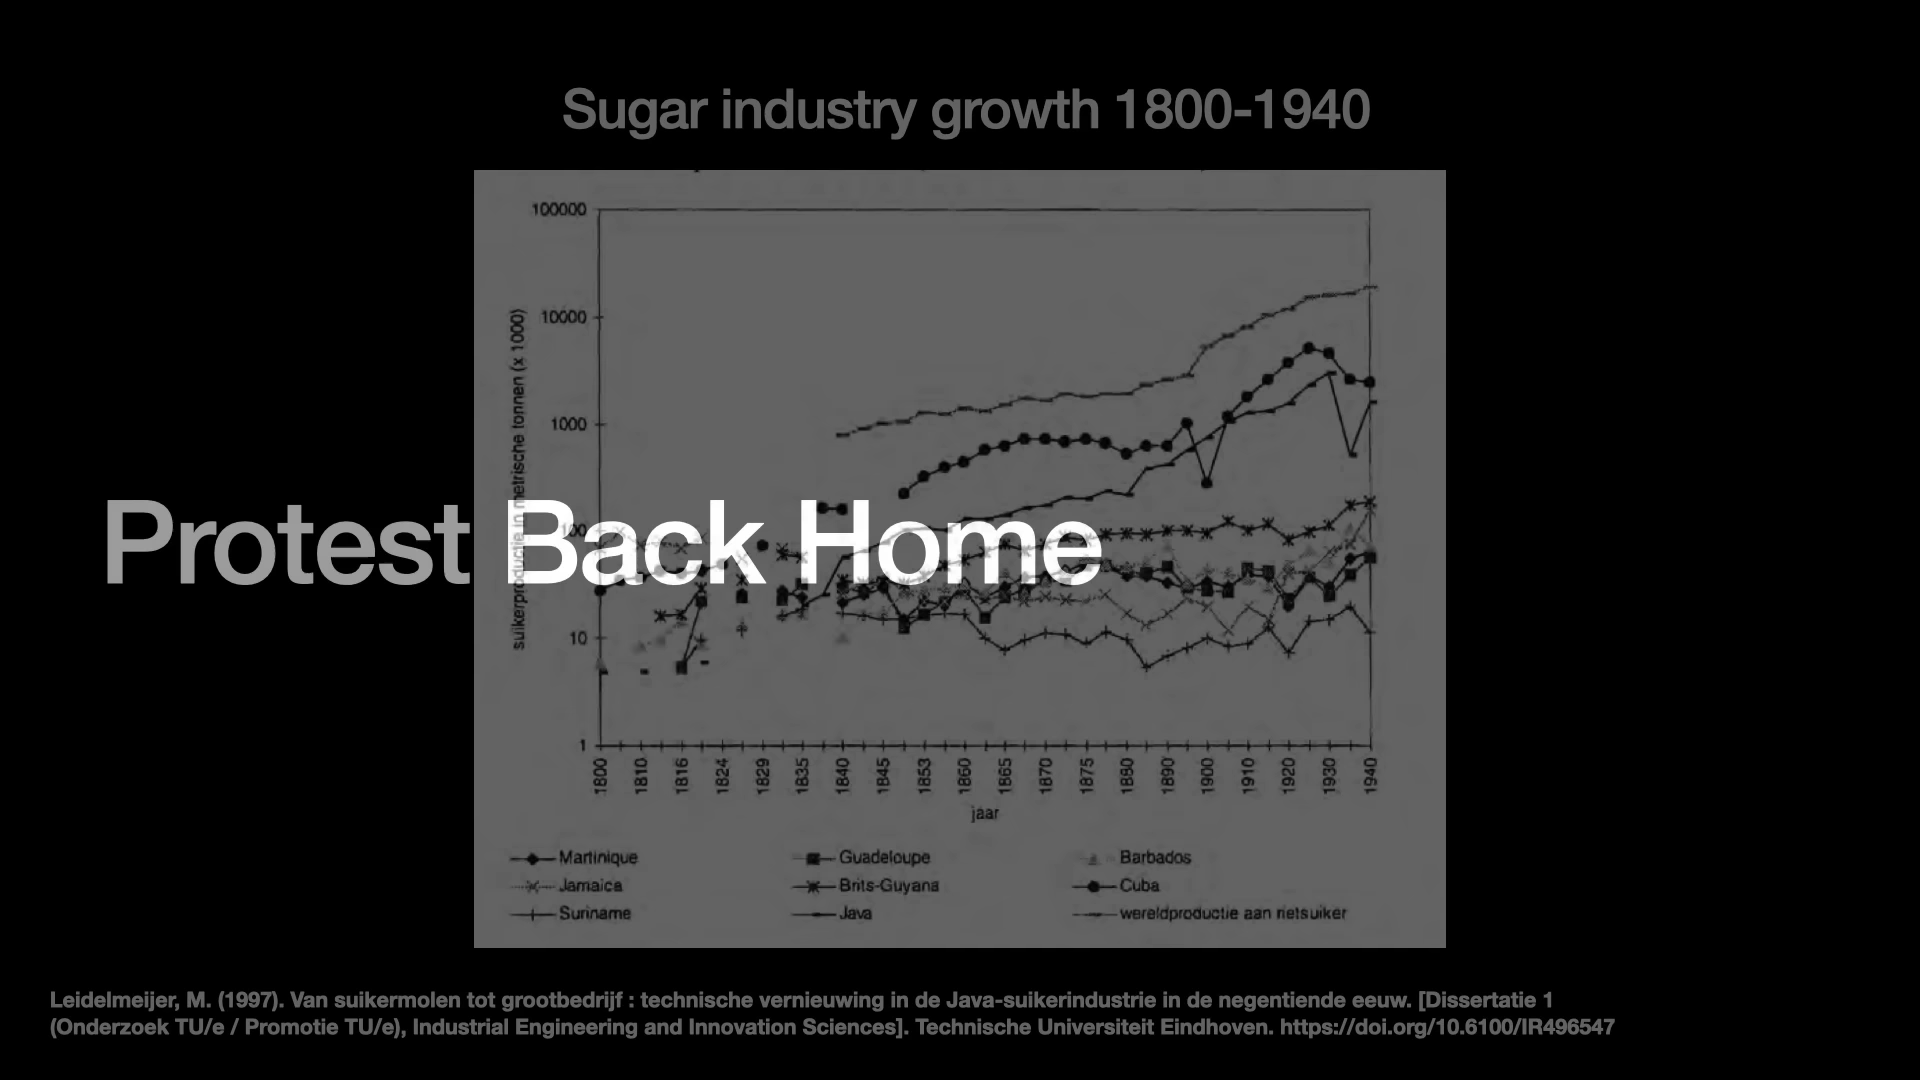 Sugar industry growth 1800-1940
100000
10000
1000
100
10
1
suikerproductie in metrische tonnen (x 1000)
Protest Back Home
1800 1810 1816 1824 1829 1835 1840 1845 1853 1860 1865 1870 1875 1880 1890 1900 1910 1920 1930 1940
jaar
Martinique Guadeloupe Barbados
Jamaica Brits-Guyana Cuba
Suriname Java wereldproductie aan rietsuiker
Leidelmeijer, M. (1997). Van suikermolen tot grootbedrijf : technische vernieuwing in de Java-suikerindustrie in de negentiende eeuw. [Dissertatie 1
(Onderzoek TU/e / Promotie TU/e), Industrial Engineering and Innovation Sciences]. Technische Universiteit Eindhoven. https://doi.org/10.6100/IR496547